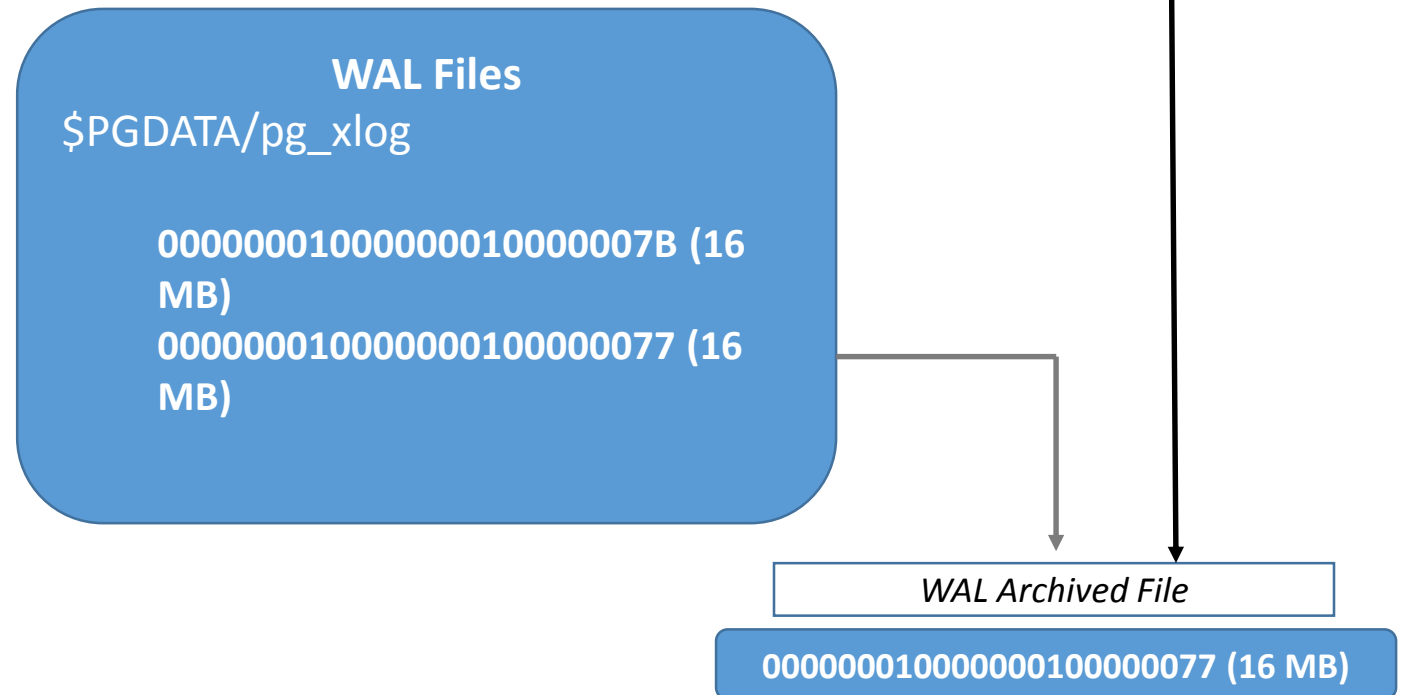 WAL Files
$PGDATA/pg_xlog
00000001000000010000007B (16
MB)
000000010000000100000077 (16
MB)
WAL Archived File
000000010000000100000077 (16 MB)